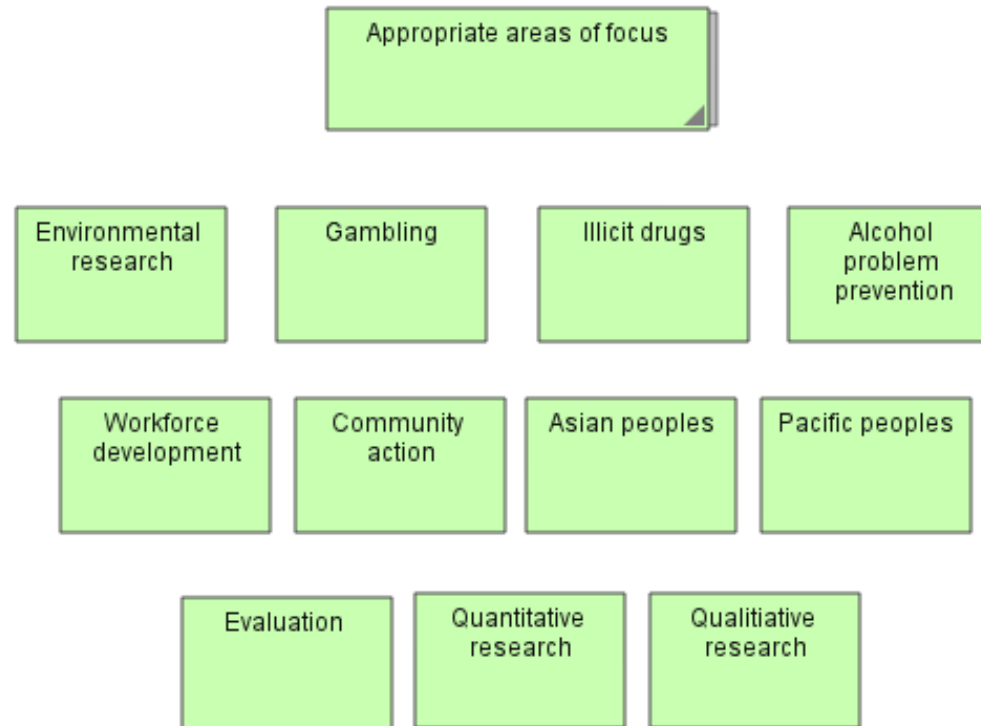 Appropriate areas of focus
Environmental
research
Gambling
Illicit drugs
Alcohol
problem
prevention
Workforce
development
Community
action
Asian peoples
Pacific peoples
Evaluation
Quantitative
research
Qualitiative
research